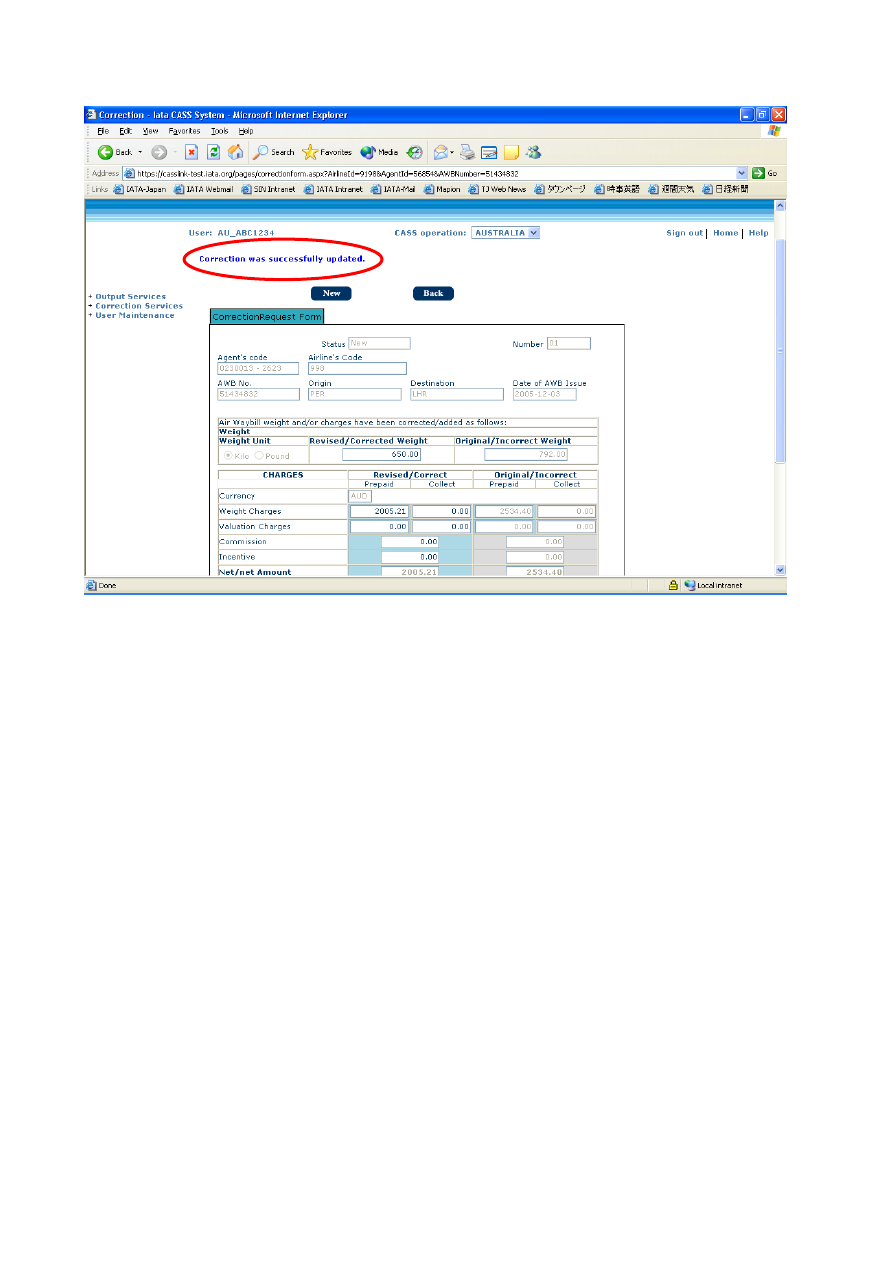 Correction - Iata CASS System - Microsoft Internet Explorer
File Edit View Favorites Tools Help
Back Search Favorites Media
Address https://casslink-test.iata.org/pages/correctionform.aspx?AirlineId=9198&AgentId=56854&AWBNumber=51434832 Go
Links IATA-Japan IATA Webmail SIN Intranet IATA Intranet IATA-Mail Mapion TJ Web News タウンページ 時事英語 週間天気 日経新聞
User: AU_ABC1234 CASS operation: AUSTRALIA Sign out Home Help
Correction was successfully updated.
New Back
+ Output Services
+ Correction Services
+ User Maintenance
CorrectionRequest Form
Status New Number 01
Agent's code Airline's Code
0230013 - 2623 998
AWB No. Origin Destination Date of AWB Issue
51434832 PER LHR 2005-12-03
Air Waybill weight and/or charges have been corrected/added as follows:
Weight
Weight Unit Revised/Corrected Weight Original/Incorrect Weight
Kilo Pound 650.00 792.00
CHARGES Revised/Correct Original/Incorrect
Prepaid Collect Prepaid Collect
Currency AUD
Weight Charges 2005.21 0.00 2534.40 0.00
Valuation Charges 0.00 0.00 0.00 0.00
Commission 0.00 0.00
Incentive 0.00 0.00
Net/net Amount 2005.21 2534.40
Done Local intranet